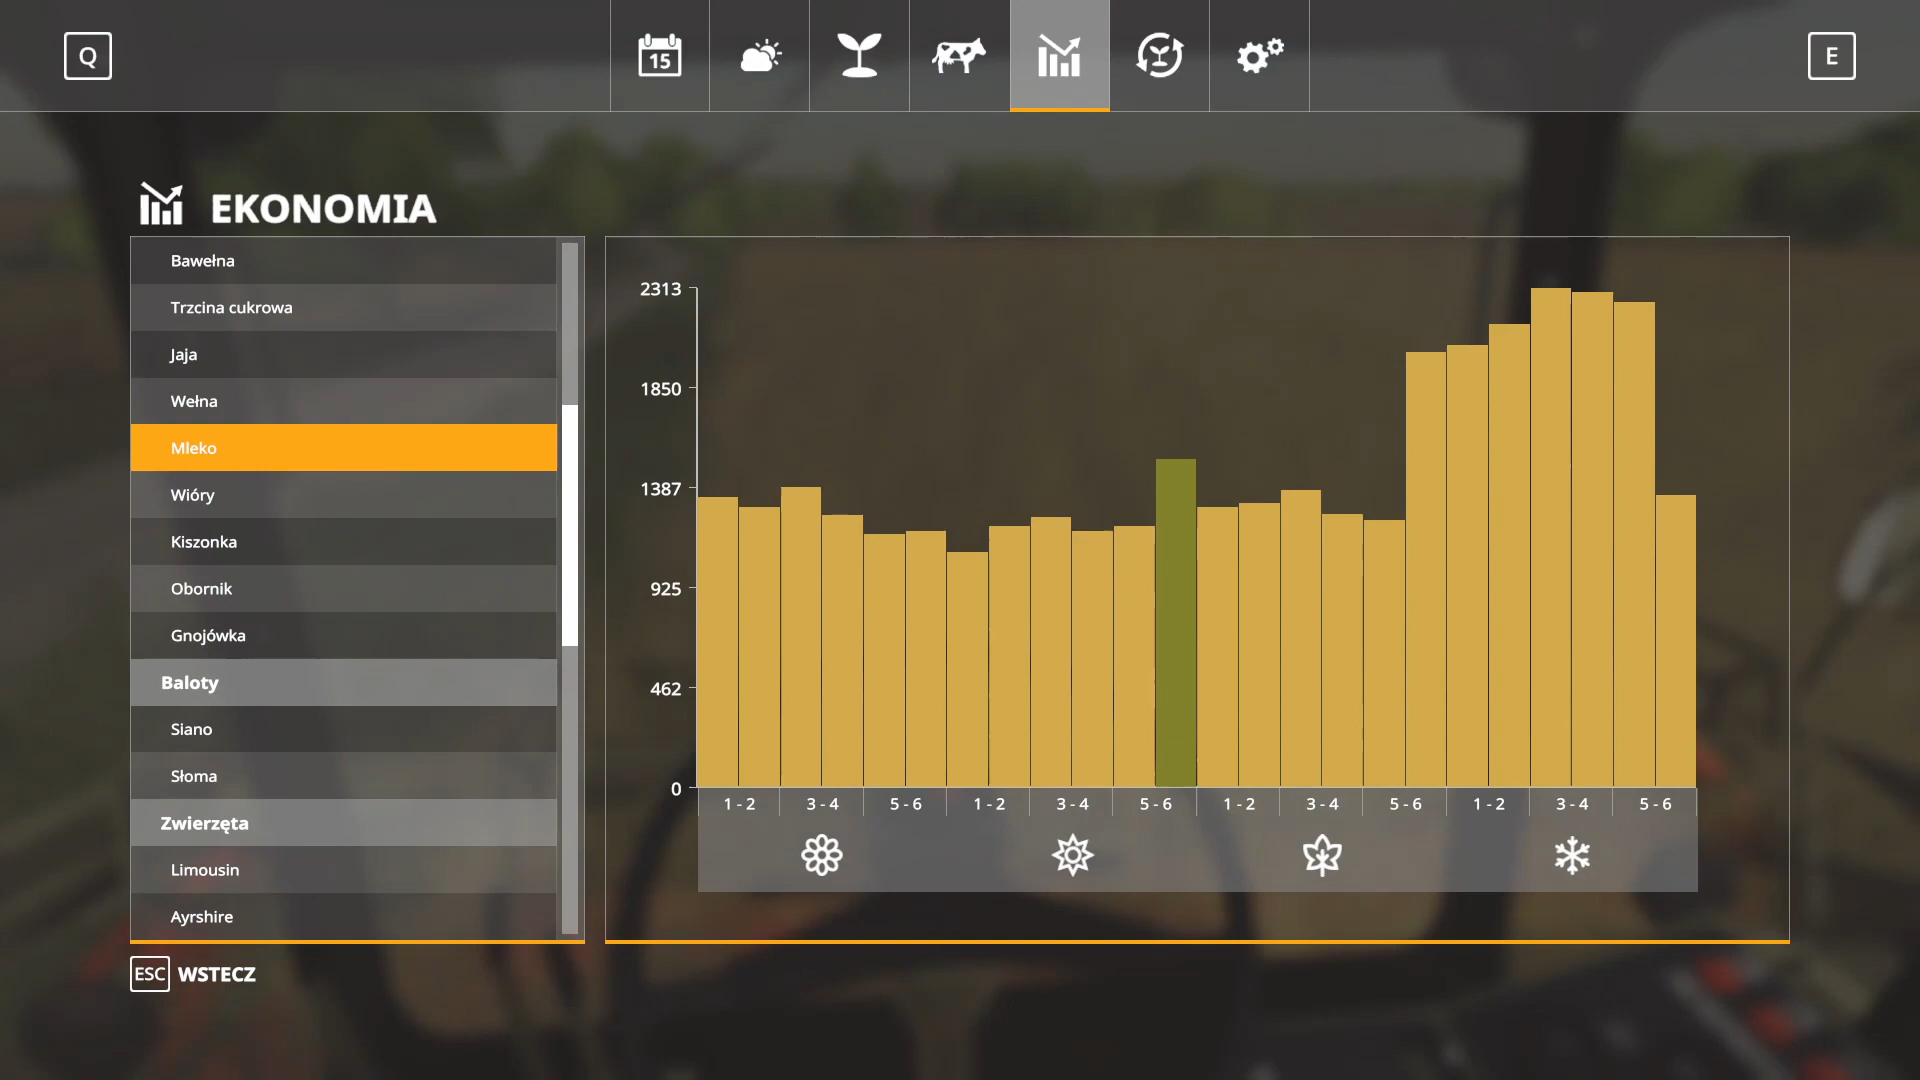 Q
15
E
EKONOMIA
Bawełna
Trzcina cukrowa
Jaja
Wełna
Mleko
Wióry
Kiszonka
Obornik
Gnojówka
Baloty
Siano
Słoma
Zwierzęta
Limousin
Ayrshire
2313
1850
1387
925
462
0
1 - 2 3 - 4 5 - 6 1 - 2 3 - 4 5 - 6 1 - 2 3 - 4 5 - 6 1 - 2 3 - 4 5 - 6
ESC WSTECZ